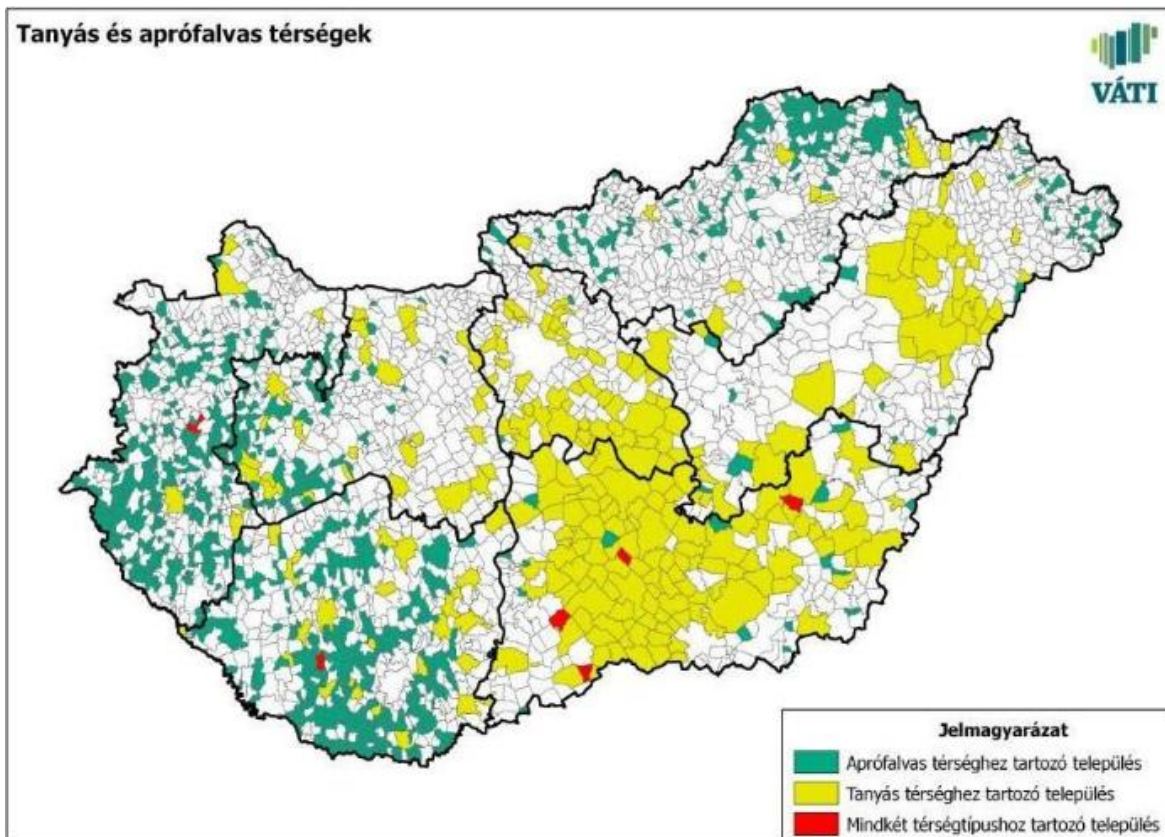 Tanyás és aprófalvas térségek
VÁTI
Jelmagyarázat
Aprófalvas térséghez tartozó település
Tanyás térséghez tartozó település
Mindkét térségtípushoz tartozó település